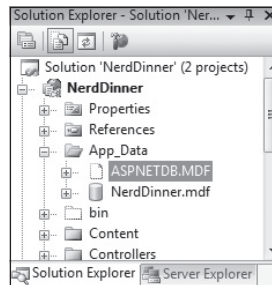 Solution Explorer - Solution 'Ner...
Solution 'NerdDinner' (2 projects)
NerdDinner
Properties
References
App_Data
ASPNETDB.MDF
NerdDinner.mdf
bin
Content
Controllers
Solution Explorer Server Explorer